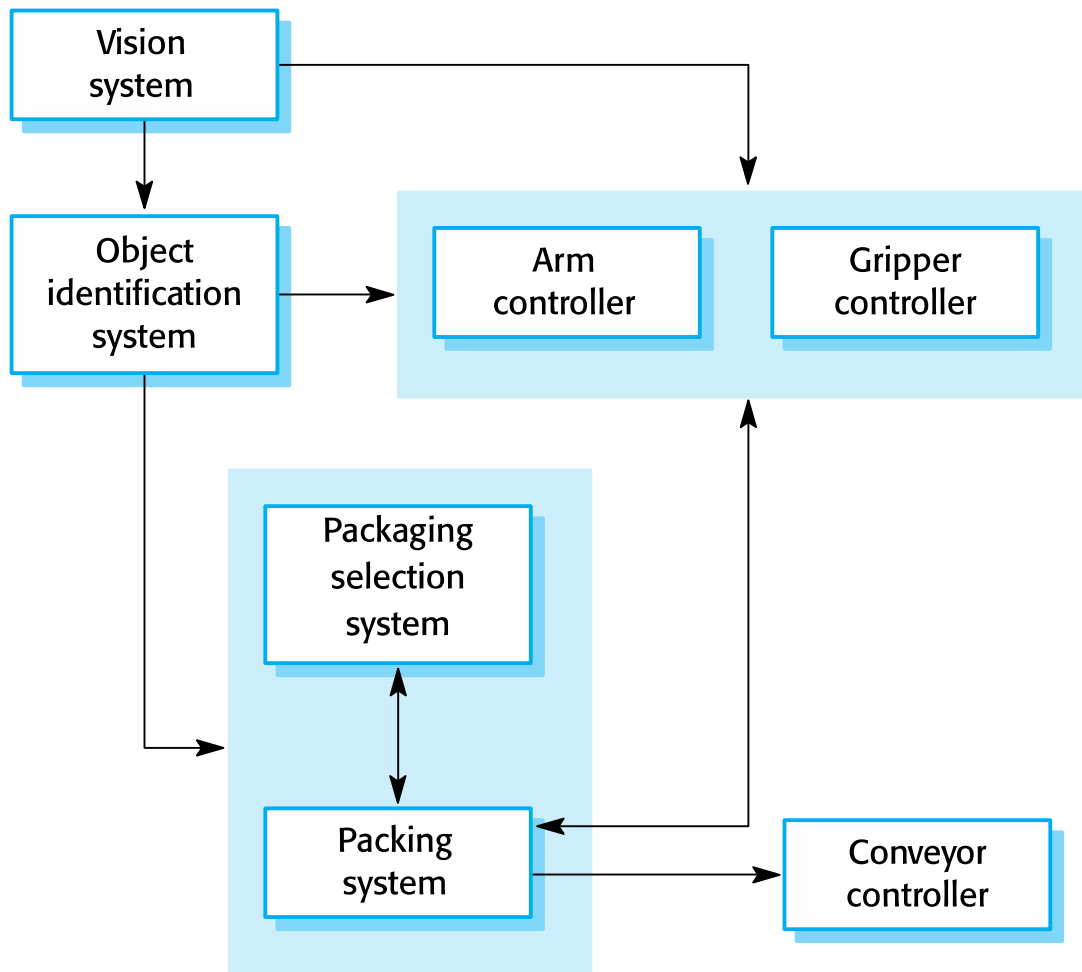 Vision
system
Object
identification
system
Arm
controller
Gripper
controller
Packaging
selection
system
Packing
system
Conveyor
controller